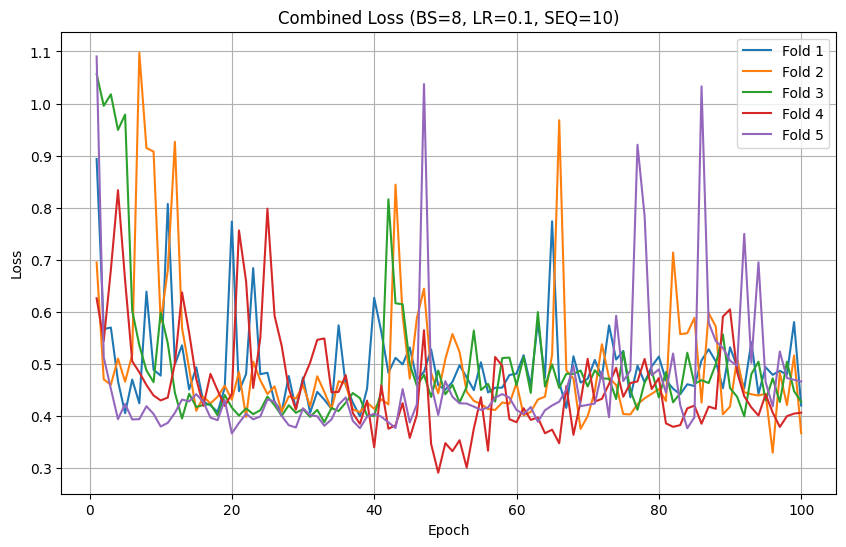 Combined Loss (BS=8, LR=0.1, SEQ=10)
Fold 1
Fold 2
Fold 3
Fold 4
Fold 5
Loss
1.1
1.0
0.9
0.8
0.7
0.6
0.5
0.4
0.3
0
20
40
60
80
100
Epoch